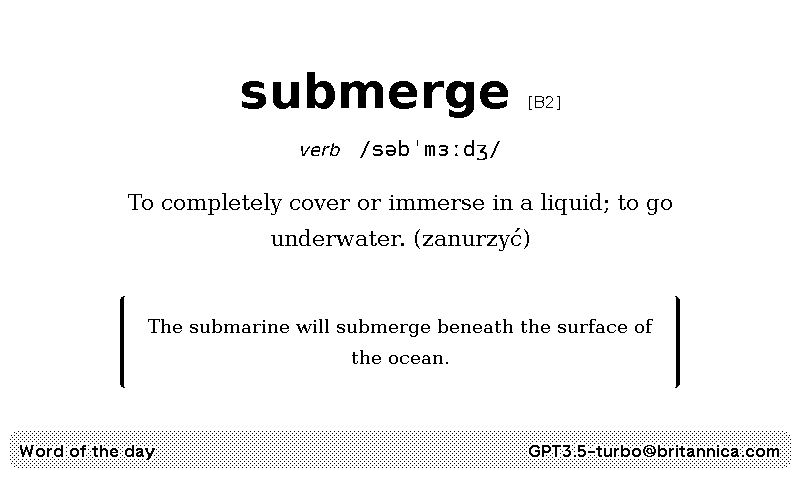 submerge [B2]
verb /səbˈmɜːdʒ/
To completely cover or immerse in a liquid; to go
underwater. (zanurzyć)
The submarine will submerge beneath the surface of
the ocean.
Word of the day GPT3.5-turbo@britannica.com